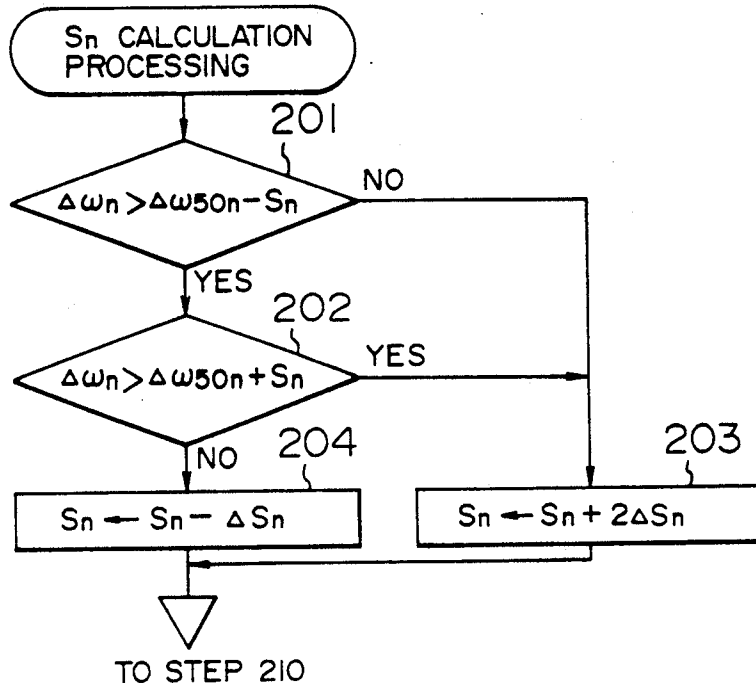 Sn CALCULATION
PROCESSING
201
Δωn > Δω50n − Sn
NO
YES
202
Δωn > Δω50n + Sn
YES
NO
204
203
Sn ← Sn − ΔSn
Sn ← Sn + 2ΔSn
TO STEP 210